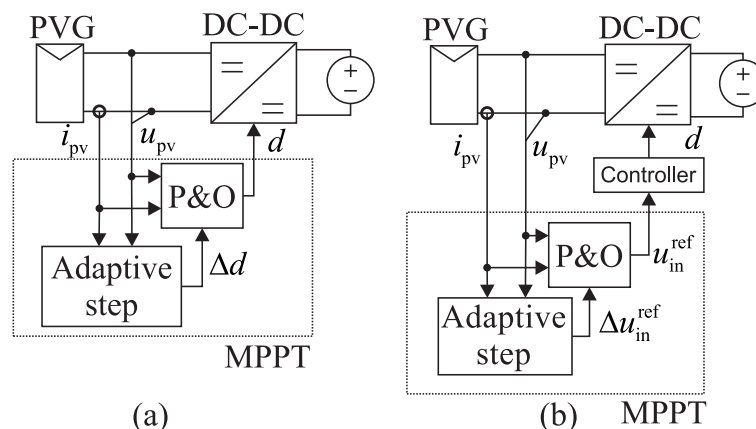 PVG
DC-DC
+
−
i_pv
u_pv
d
P&O
Adaptive
step
Δd
MPPT
(a)
PVG
DC-DC
+
−
i_pv
u_pv
d
Controller
P&O
u_in^ref
Adaptive
step
Δu_in^ref
MPPT
(b)